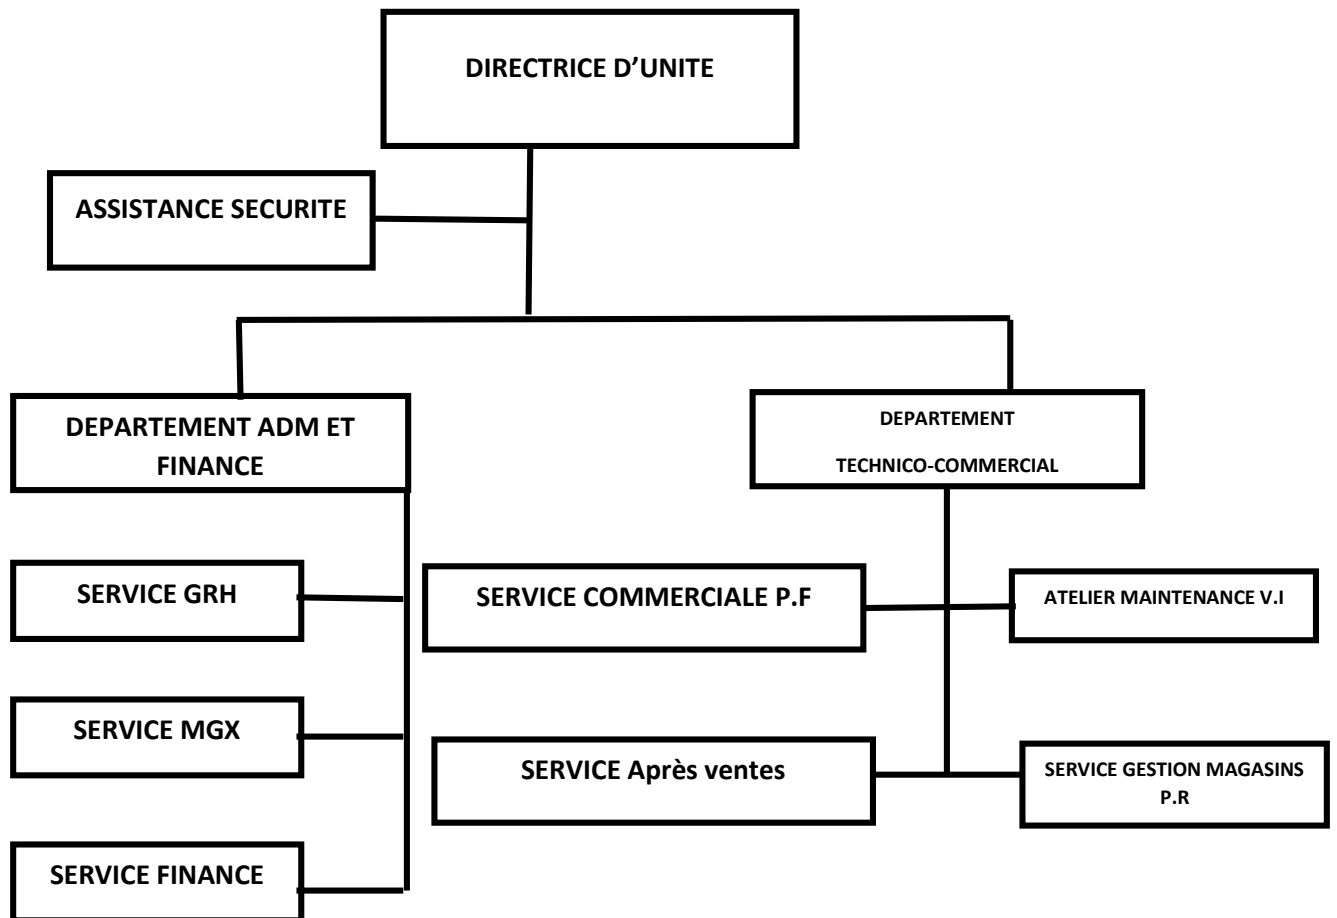 DIRECTRICE D’UNITE
ASSISTANCE SECURITE
DEPARTEMENT ADM ET
FINANCE
DEPARTEMENT
TECHNICO-COMMERCIAL
SERVICE GRH
SERVICE COMMERCIALE P.F
ATELIER MAINTENANCE V.I
SERVICE MGX
SERVICE Après ventes
SERVICE GESTION MAGASINS
P.R
SERVICE FINANCE